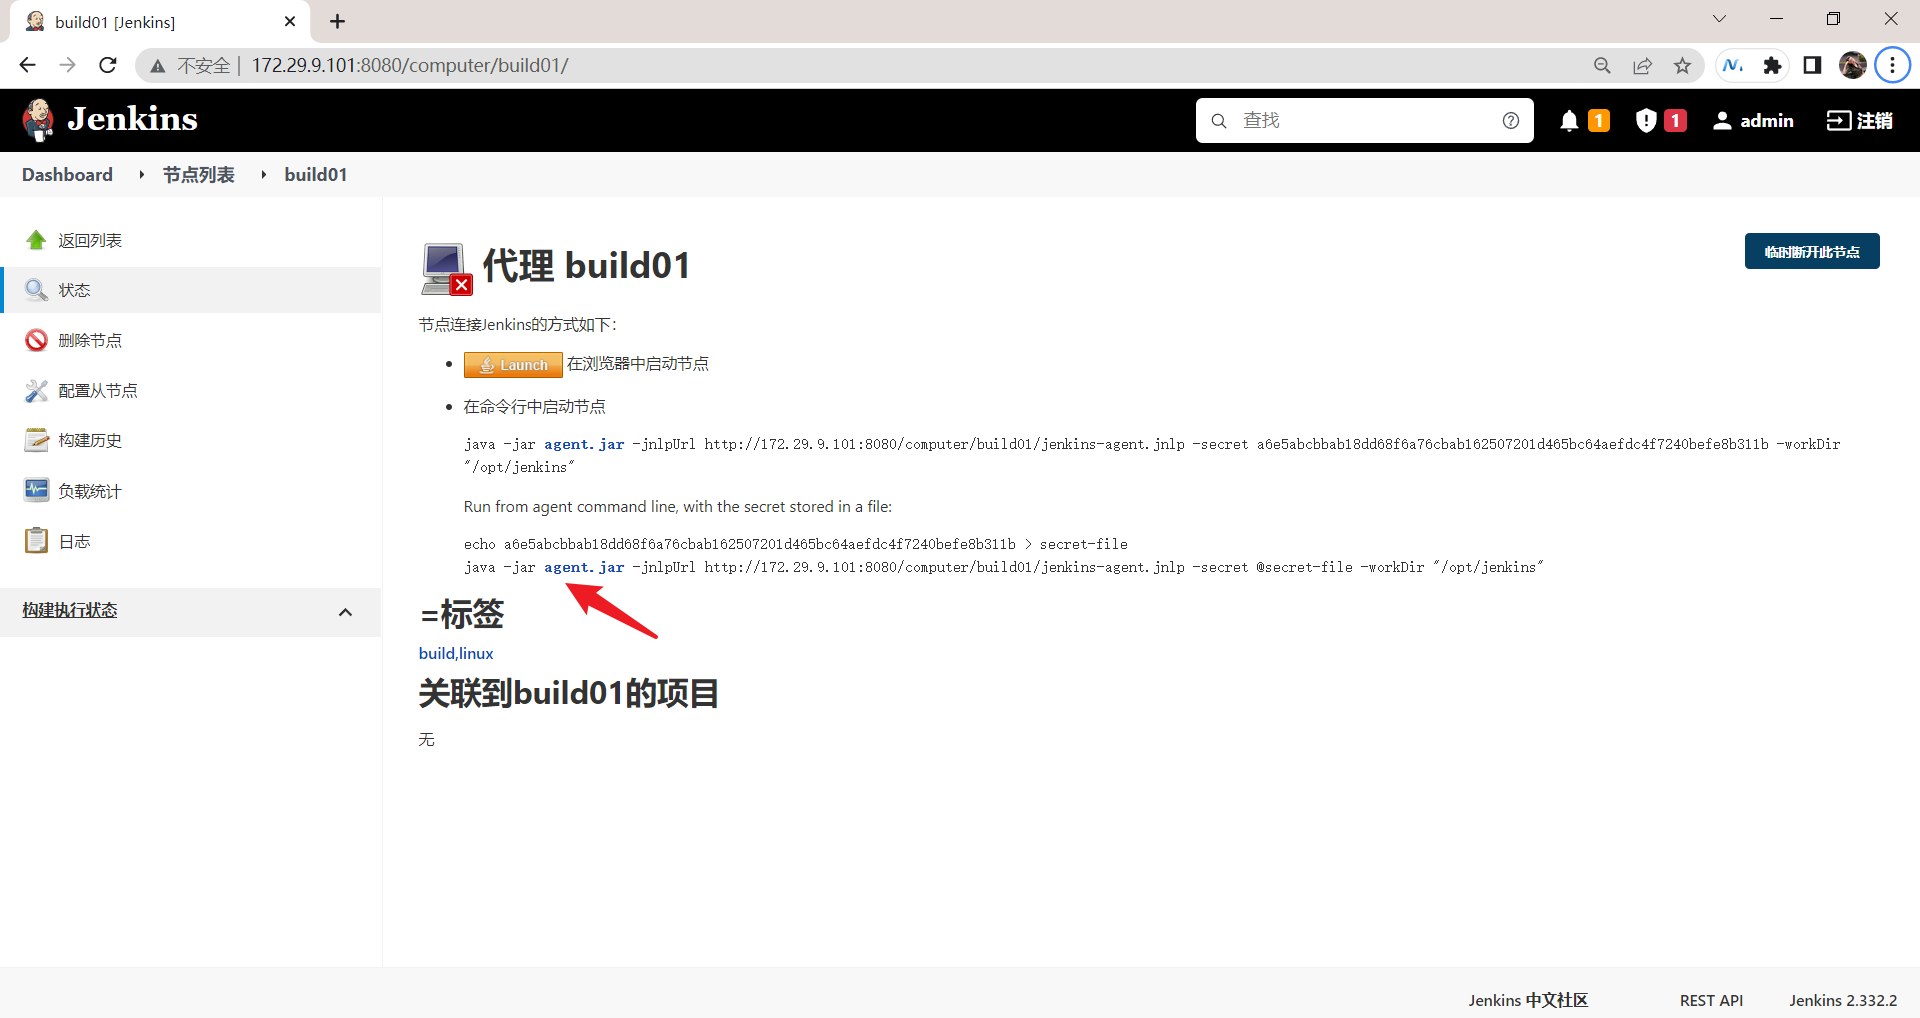 build01 [Jenkins]
不安全 172.29.9.101:8080/computer/build01/
Jenkins
查找
1
1
admin
注销
Dashboard
节点列表
build01
返回列表
状态
删除节点
配置从节点
构建历史
负载统计
日志
构建执行状态
代理 build01
临时断开此节点
节点连接Jenkins的方式如下：
Launch 在浏览器中启动节点
在命令行中启动节点
java -jar agent.jar -jnlpUrl http://172.29.9.101:8080/computer/build01/jenkins-agent.jnlp -secret a6e5abcbbab18dd68f6a76cbab162507201d465bc64aefdc4f7240befe8b311b -workDir
"/opt/jenkins"
Run from agent command line, with the secret stored in a file:
echo a6e5abcbbab18dd68f6a76cbab162507201d465bc64aefdc4f7240befe8b311b > secret-file
java -jar agent.jar -jnlpUrl http://172.29.9.101:8080/computer/build01/jenkins-agent.jnlp -secret @secret-file -workDir "/opt/jenkins"
=标签
build,linux
关联到build01的项目
无
Jenkins 中文社区
REST API
Jenkins 2.332.2